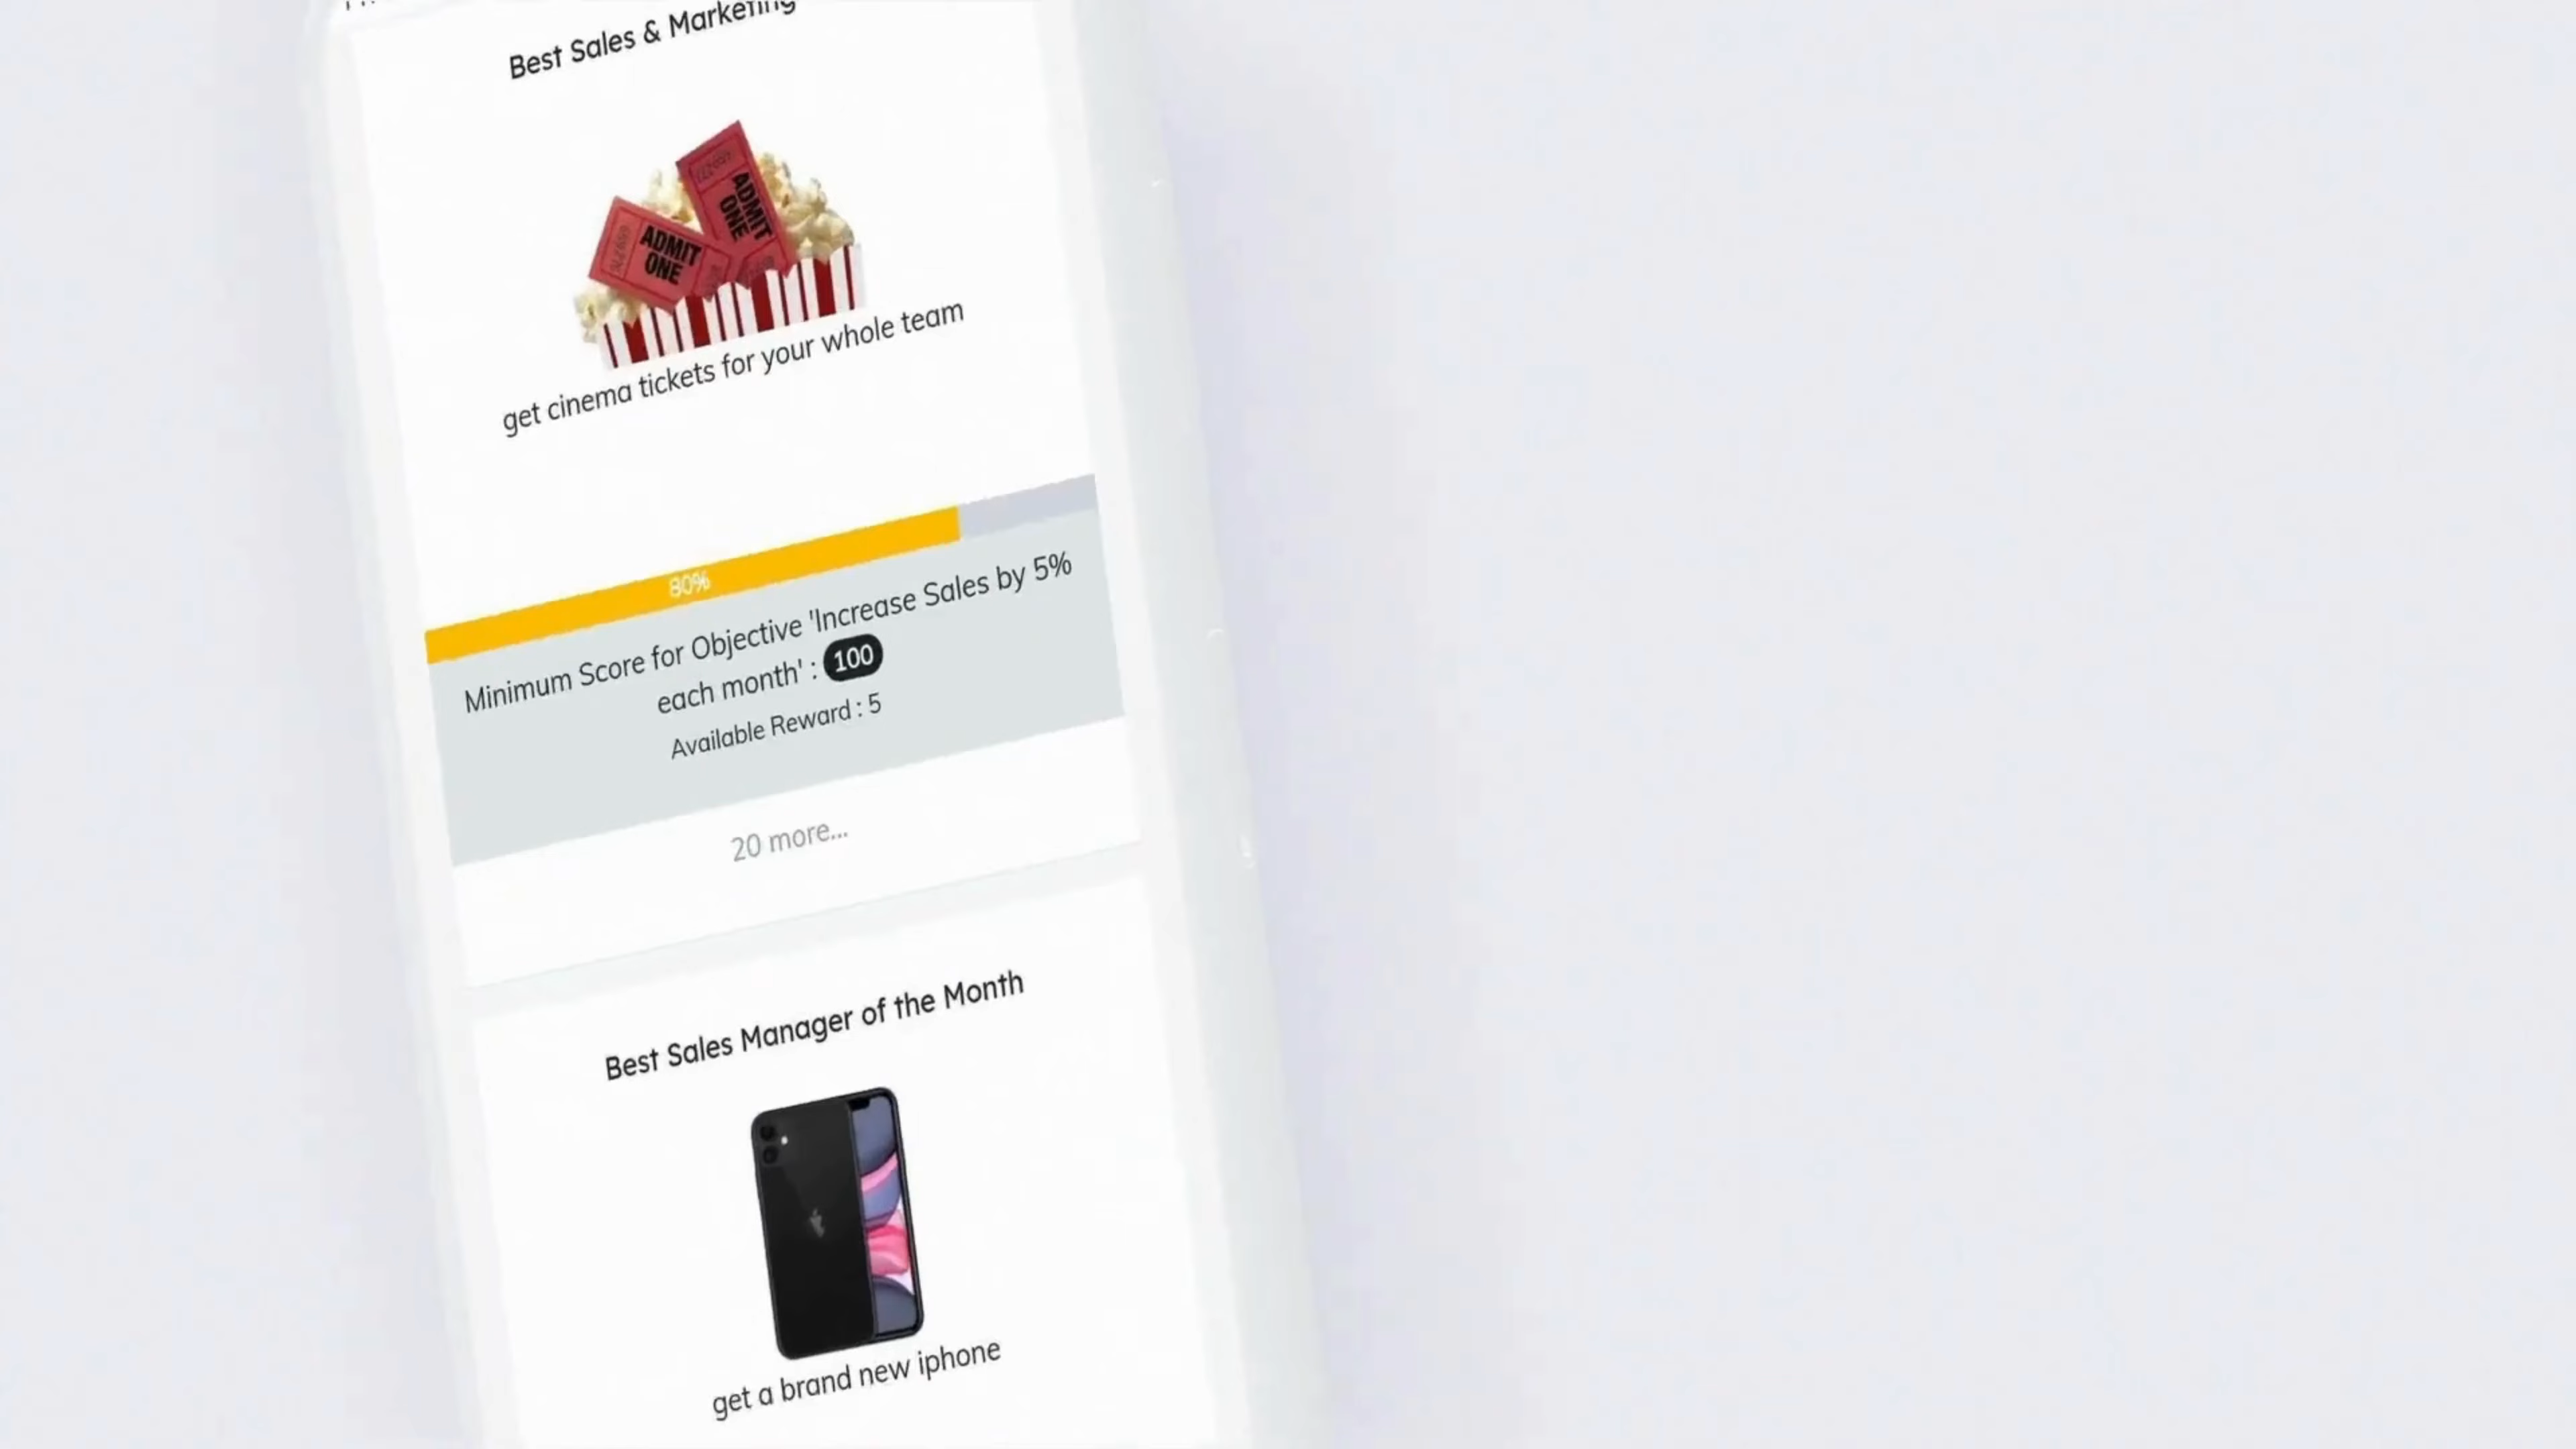 Best Sales & Marketing
ADMIT
ONE
ADMIT
ONE
get cinema tickets for your whole team
80%
Minimum Score for Objective 'Increase Sales by 5%
each month' : 100
Available Reward : 5
20 more...
Best Sales Manager of the Month
get a brand new iphone